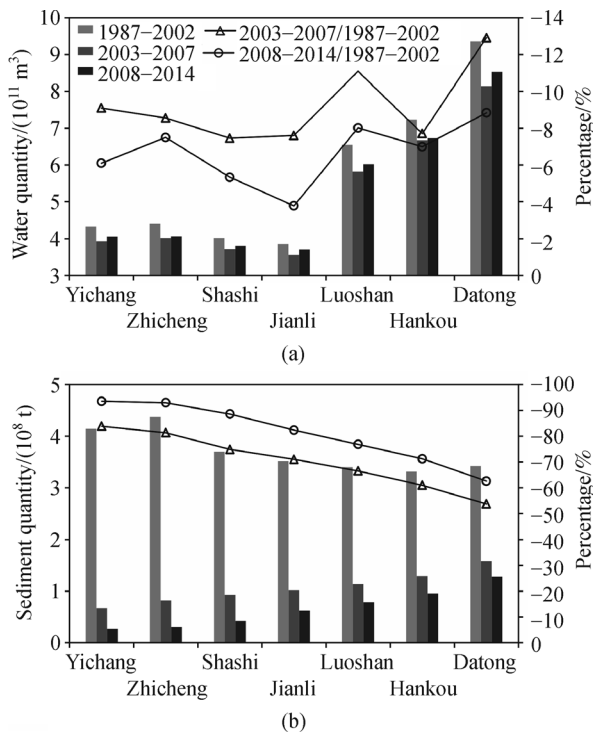 1987−2002
2003−2007
2008−2014
2003−2007/1987−2002
2008−2014/1987−2002
Water quantity/(10¹¹ m³)
10
9
8
7
6
5
4
3
−14
−12
−10
−8
−6
−4
−2
0
Percentage/%
Yichang
Zhicheng
Shashi
Jianli
Luoshan
Hankou
Datong
(a)
Sediment quantity/(10⁸ t)
5
4
3
2
1
0
−100
−90
−80
−70
−60
−50
−40
−30
−20
−10
0
Percentage/%
Yichang
Zhicheng
Shashi
Jianli
Luoshan
Hankou
Datong
(b)